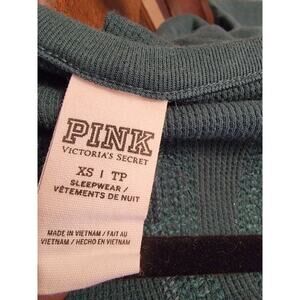 PINK
VICTORIA'S SECRET
XS | TP
SLEEPWEAR /
VÊTEMENTS DE NUIT
MADE IN VIETNAM / FAIT AU
VIETNAM / HECHO EN VIETNAM